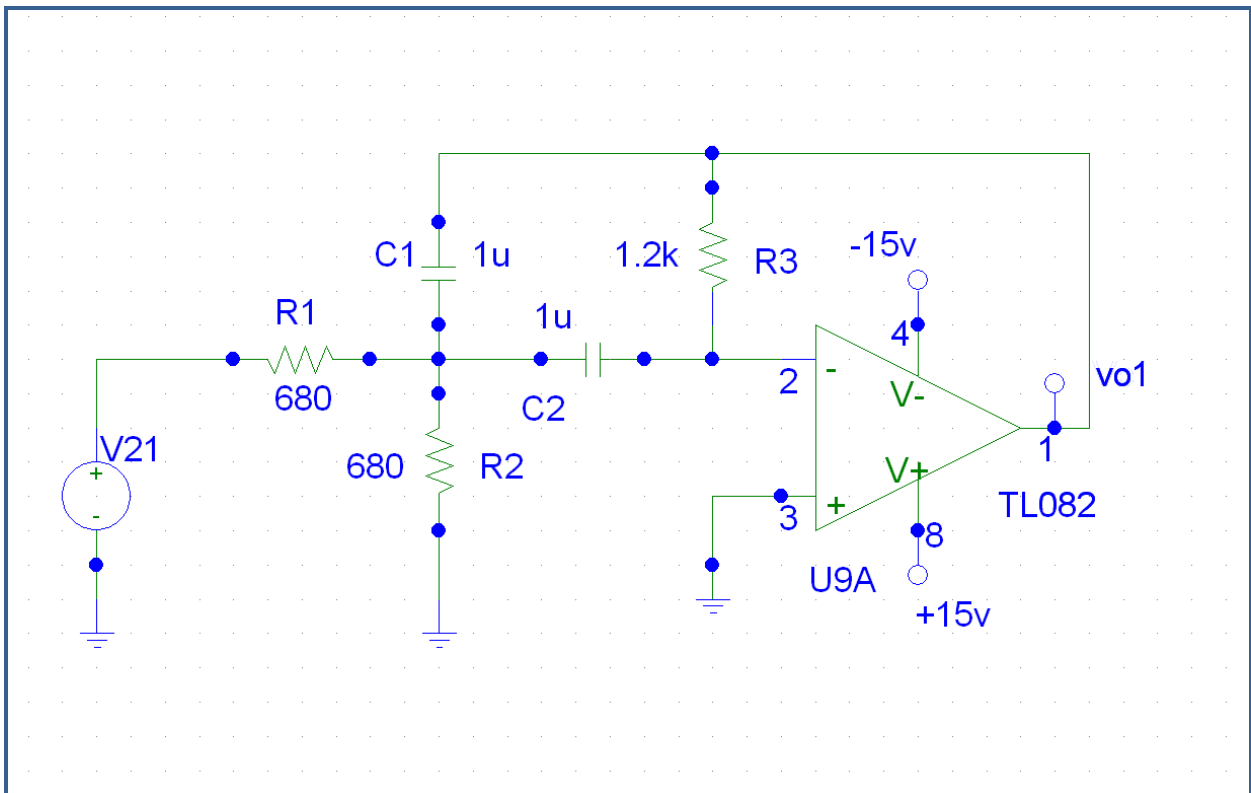 C1 1u
1.2k R3
-15v
R1
1u
4
2
-
V-
vo1
680
C2
V21
+
-
680 R2
V+
1
3
+
TL082
8
U9A
+15v